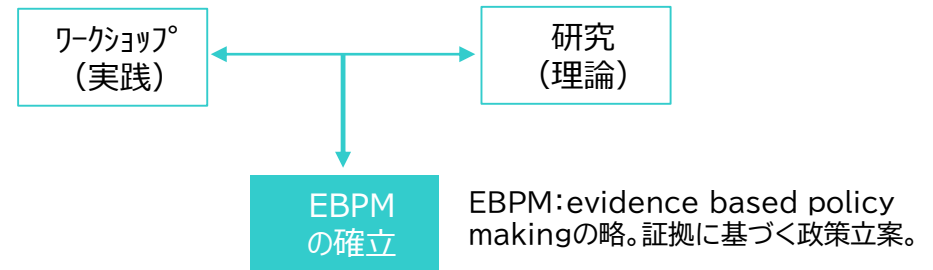 ﾜｰｸｼｮｯﾌﾟ
（実践）
研究
（理論）
EBPM
の確立
EBPM：evidence based policy
makingの略。証拠に基づく政策立案。